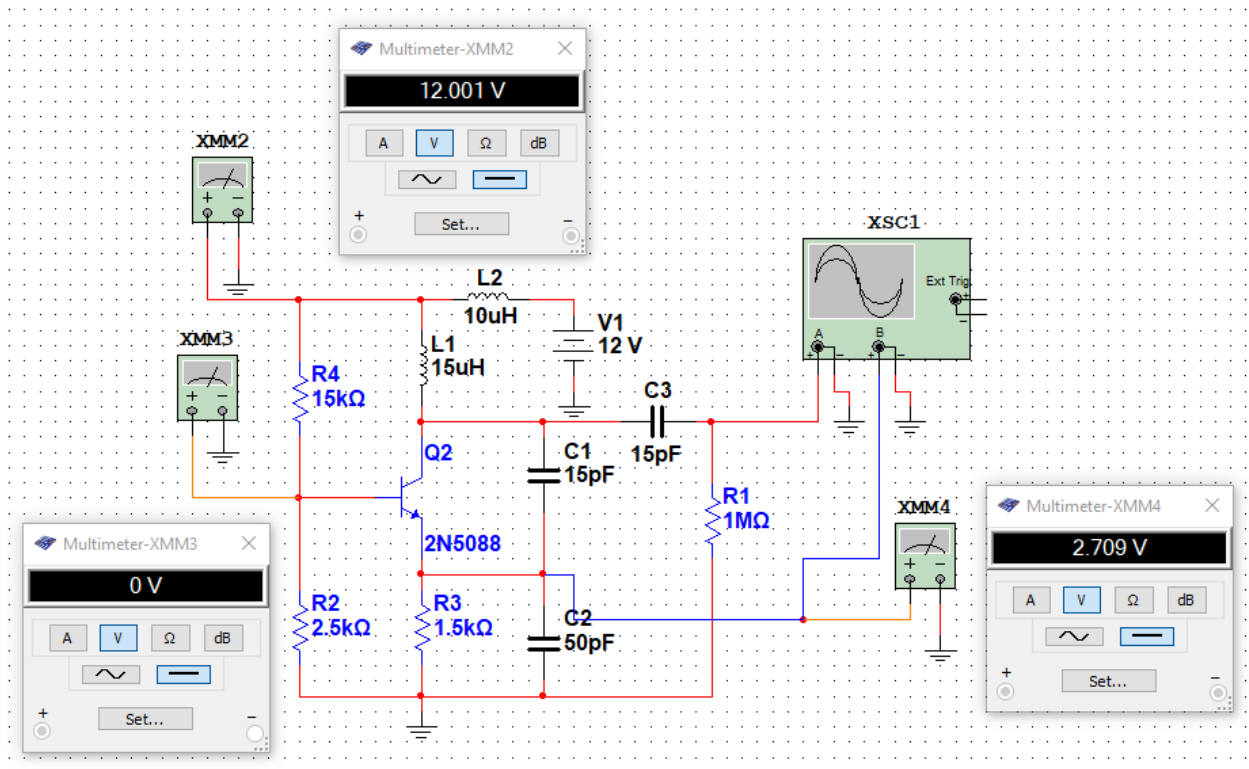 Multimeter-XMM2
12.001 V
A V Ω dB
+ −
Set...
XMM2
+ −
XSC1
Ext Trig
+
−
A B
+ − + −
L2
10uH
V1
12 V
L1
15uH
XMM3
+ −
R4
15kΩ
C3
15pF
Q2
C1
15pF
R1
1MΩ
2N5088
XMM4
+ −
Multimeter-XMM4
2.709 V
A V Ω dB
+ −
Set...
Multimeter-XMM3
0 V
A V Ω dB
+ −
Set...
R2
2.5kΩ
R3
1.5kΩ
C2
50pF